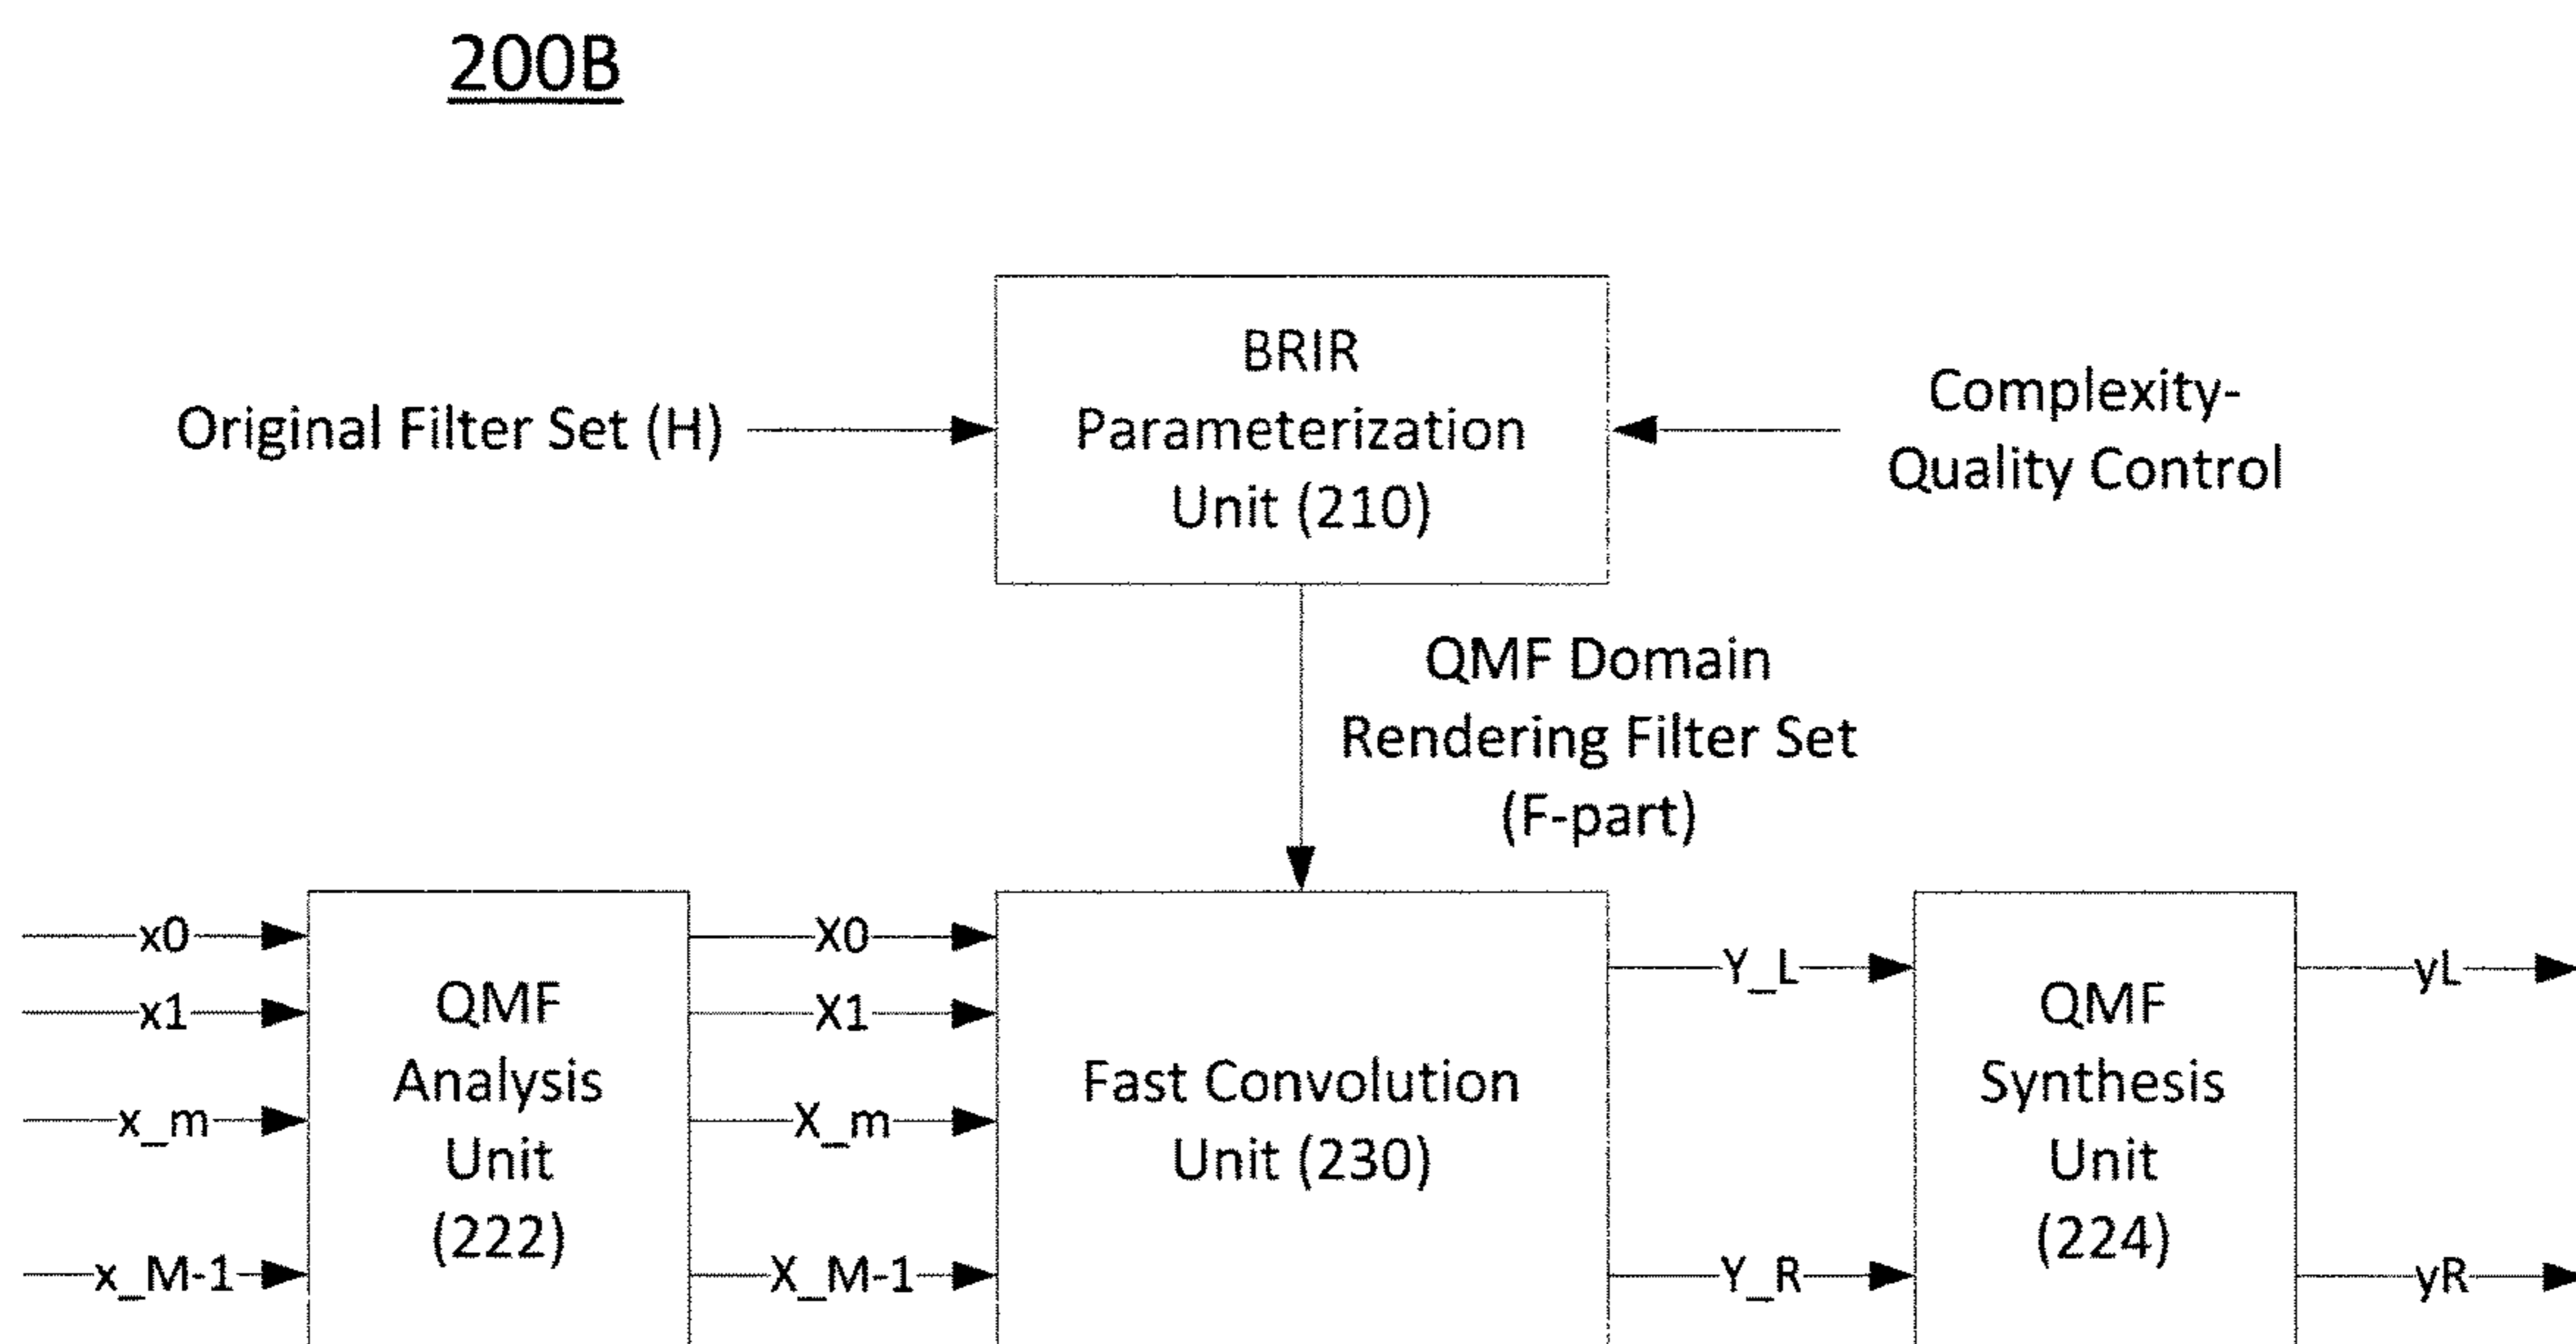 200B
BRIR
Parameterization
Unit (210)
Original Filter Set (H)
Complexity-
Quality Control
QMF Domain
Rendering Filter Set
(F-part)
x0
x1
x_m
x_M-1
QMF
Analysis
Unit
(222)
X0
X1
X_m
X_M-1
Fast Convolution
Unit (230)
Y_L
Y_R
QMF
Synthesis
Unit
(224)
yL
yR